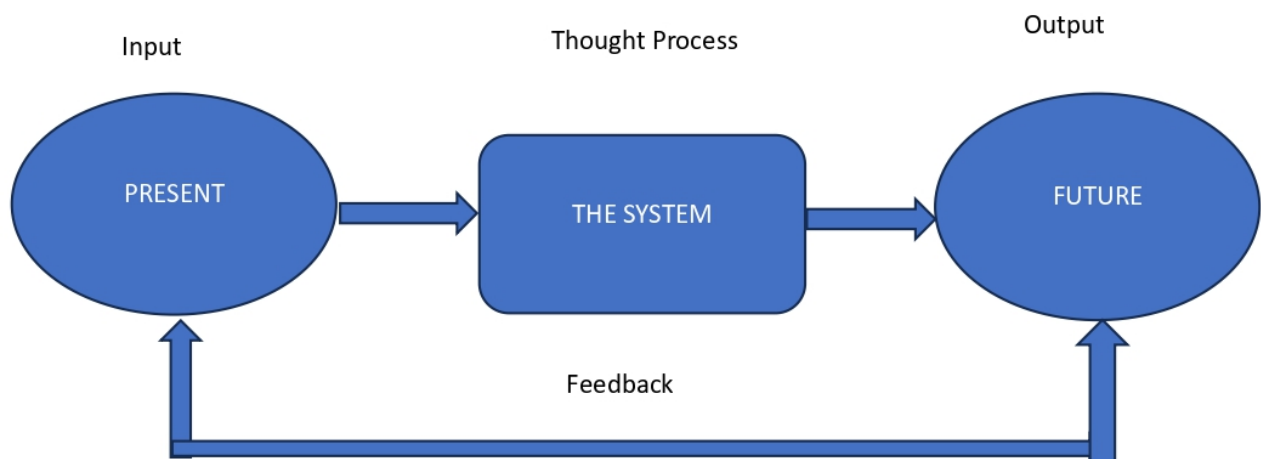 Input
Thought Process
Output
PRESENT
THE SYSTEM
FUTURE
Feedback